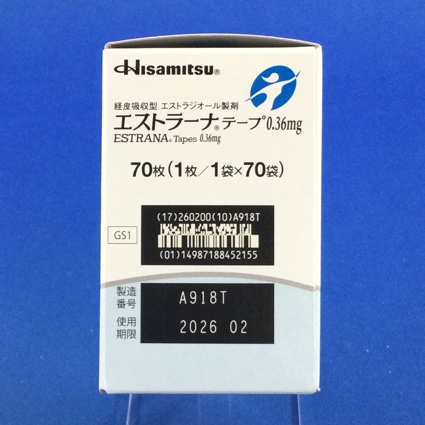 Hisamitsu®
経皮吸収型 エストラジオール製剤
エストラーナ®テープ0.36mg
ESTRANA® Tapes 0.36mg
70枚(1枚/1袋×70袋)
(17)260200(10)A918T
GS1
(01)14987188452155
製造番号 A918T
使用期限 2026 02